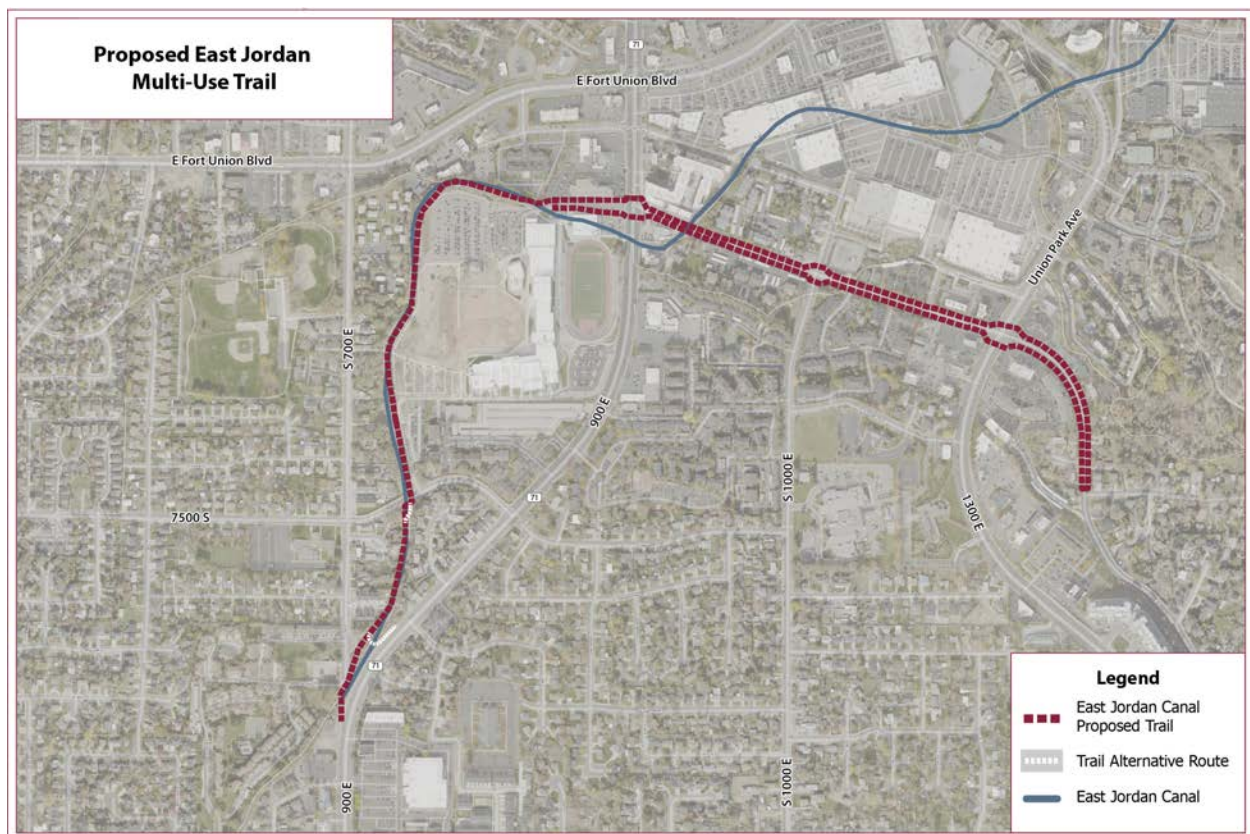 Proposed East Jordan
Multi-Use Trail
71
E Fort Union Blvd
E Fort Union Blvd
Union Park Ave
S 700 E
900 E
S 1000 E
71
7500 S
1300 E
71
900 E
S 1000 E
Legend
East Jordan Canal
Proposed Trail
Trail Alternative Route
East Jordan Canal